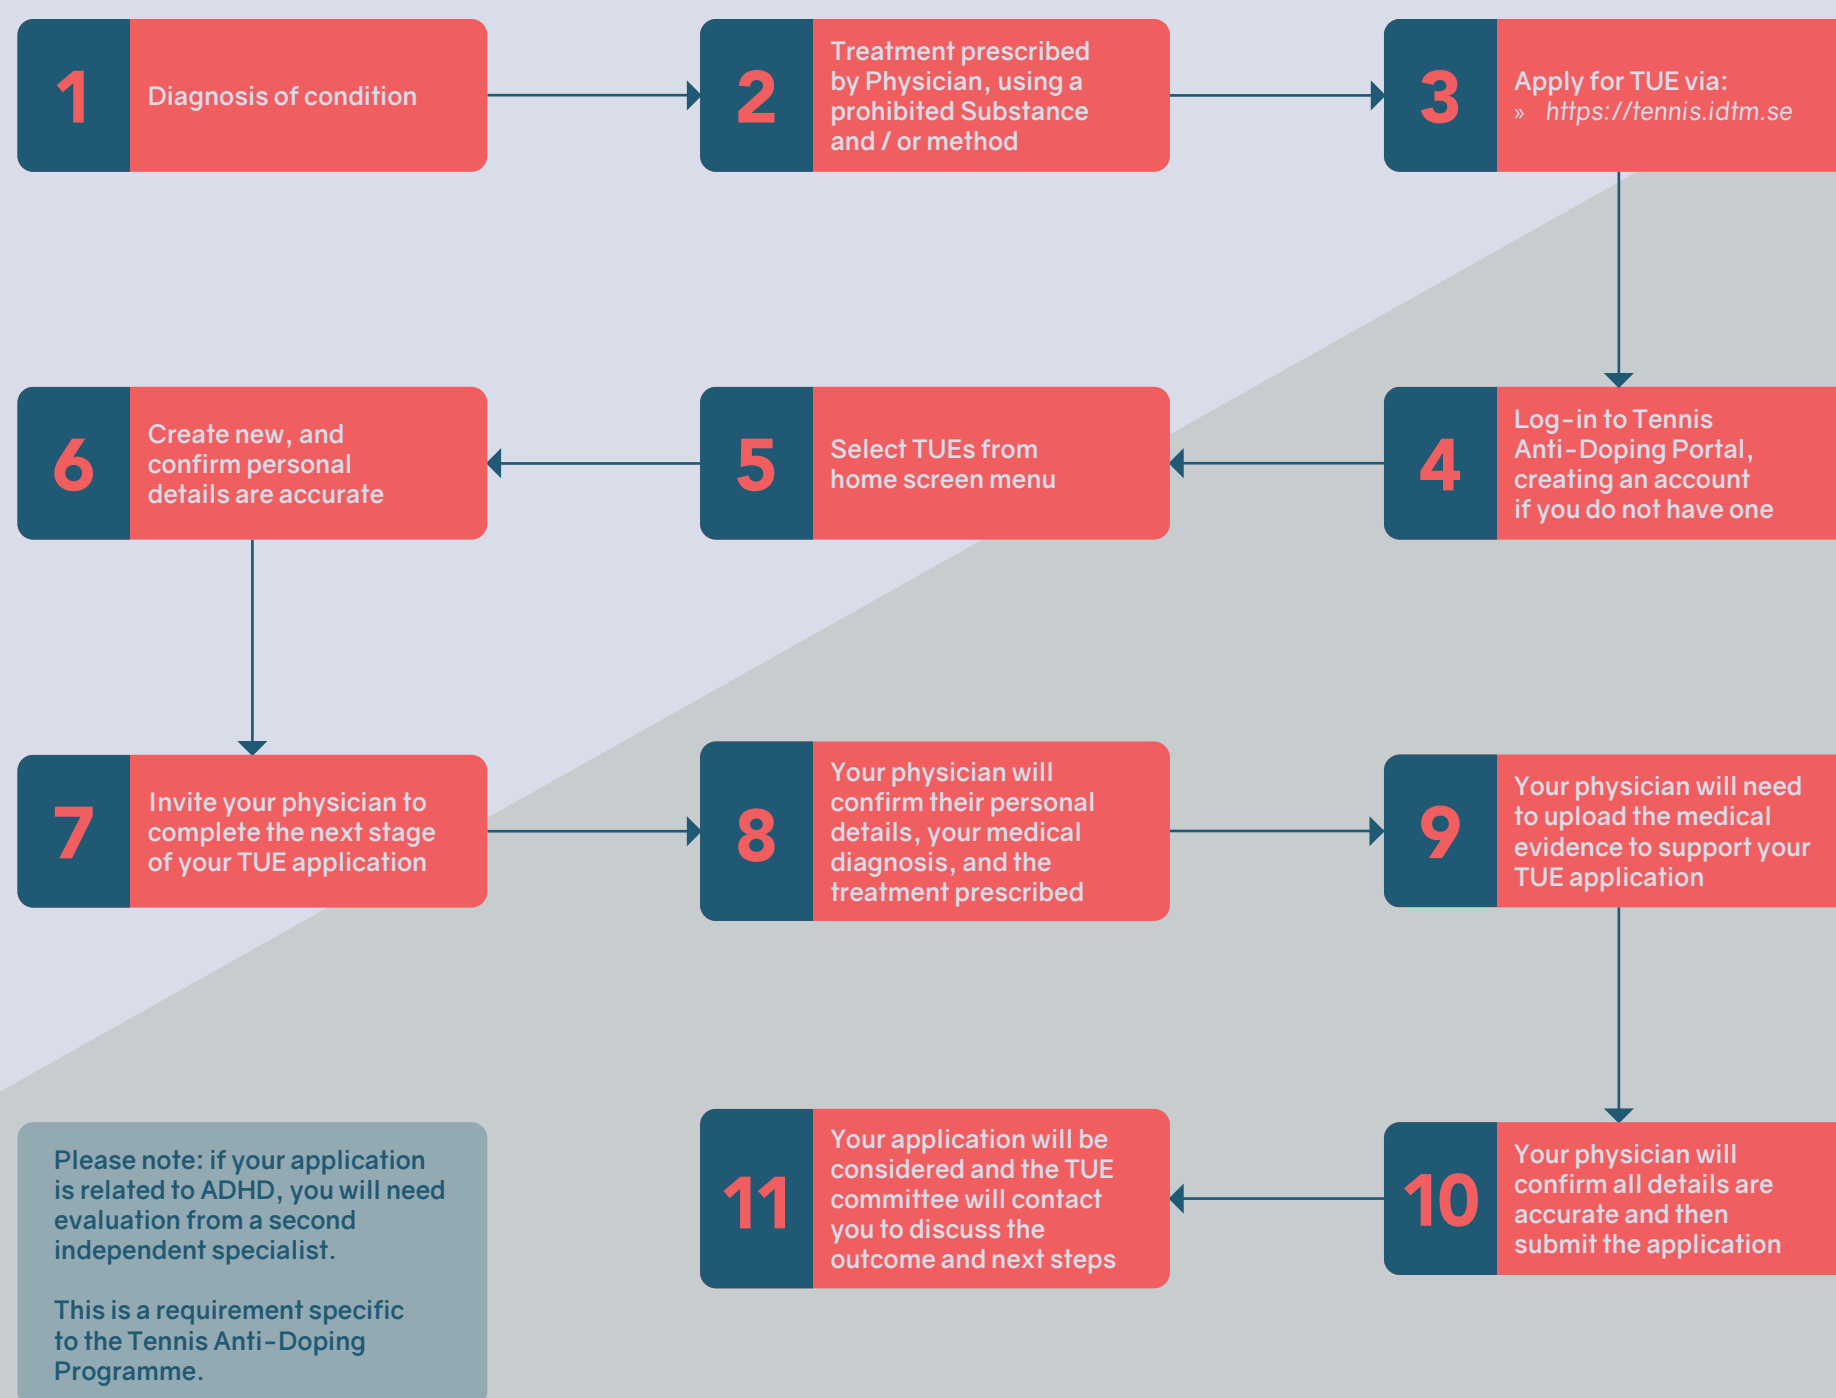 1
Diagnosis of condition
2
Treatment prescribed
by Physician, using a
prohibited Substance
and / or method
3
Apply for TUE via:
» https://tennis.idtm.se
4
Log-in to Tennis
Anti-Doping Portal,
creating an account
if you do not have one
5
Select TUEs from
home screen menu
6
Create new, and
confirm personal
details are accurate
7
Invite your physician to
complete the next stage
of your TUE application
8
Your physician will
confirm their personal
details, your medical
diagnosis, and the
treatment prescribed
9
Your physician will need
to upload the medical
evidence to support your
TUE application
10
Your physician will
confirm all details are
accurate and then
submit the application
11
Your application will be
considered and the TUE
committee will contact
you to discuss the
outcome and next steps
Please note: if your application
is related to ADHD, you will need
evaluation from a second
independent specialist.
This is a requirement specific
to the Tennis Anti-Doping
Programme.